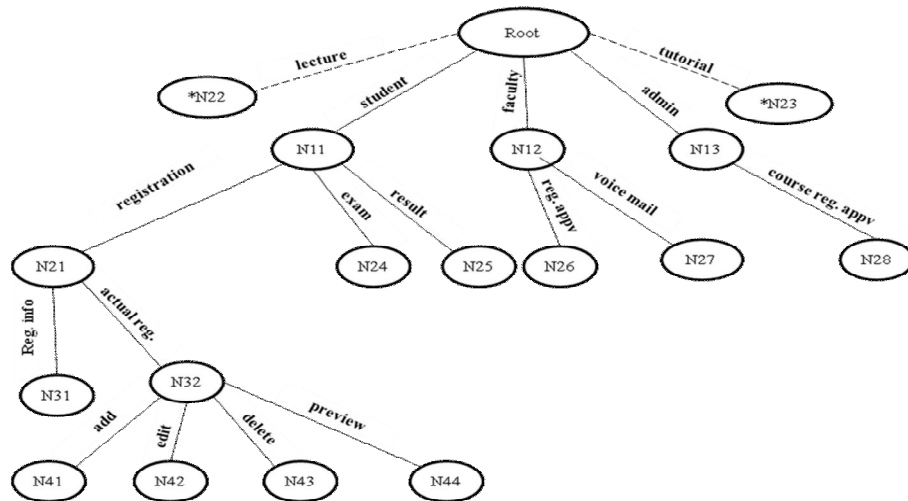 Root
lecture
tutorial
student
faculty
admin
*N22
*N23
N11
N12
N13
registration
exam
result
reg. appv
voice mail
course reg. appv
N21
N24
N25
N26
N27
N28
Reg. info
actual reg.
N31
N32
add
edit
delete
preview
N41
N42
N43
N44